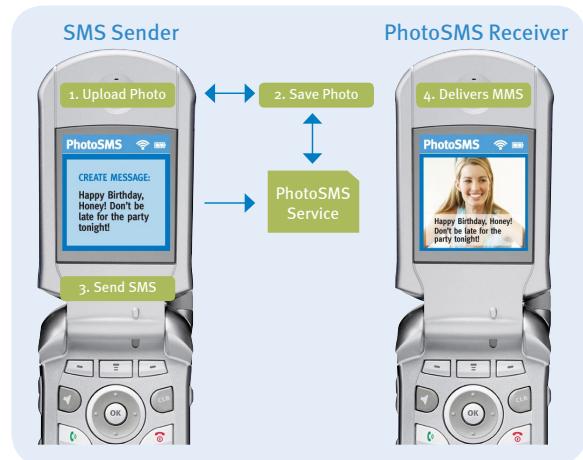 SMS Sender
PhotoSMS Receiver
1. Upload Photo
2. Save Photo
4. Delivers MMS
PhotoSMS
CREATE MESSAGE:
Happy Birthday,
Honey! Don't be
late for the party
tonight!
PhotoSMS
Service
PhotoSMS
Happy Birthday, Honey!
Don't be late for the
party tonight!
3. Send SMS
OK
CLR
OK
CLR